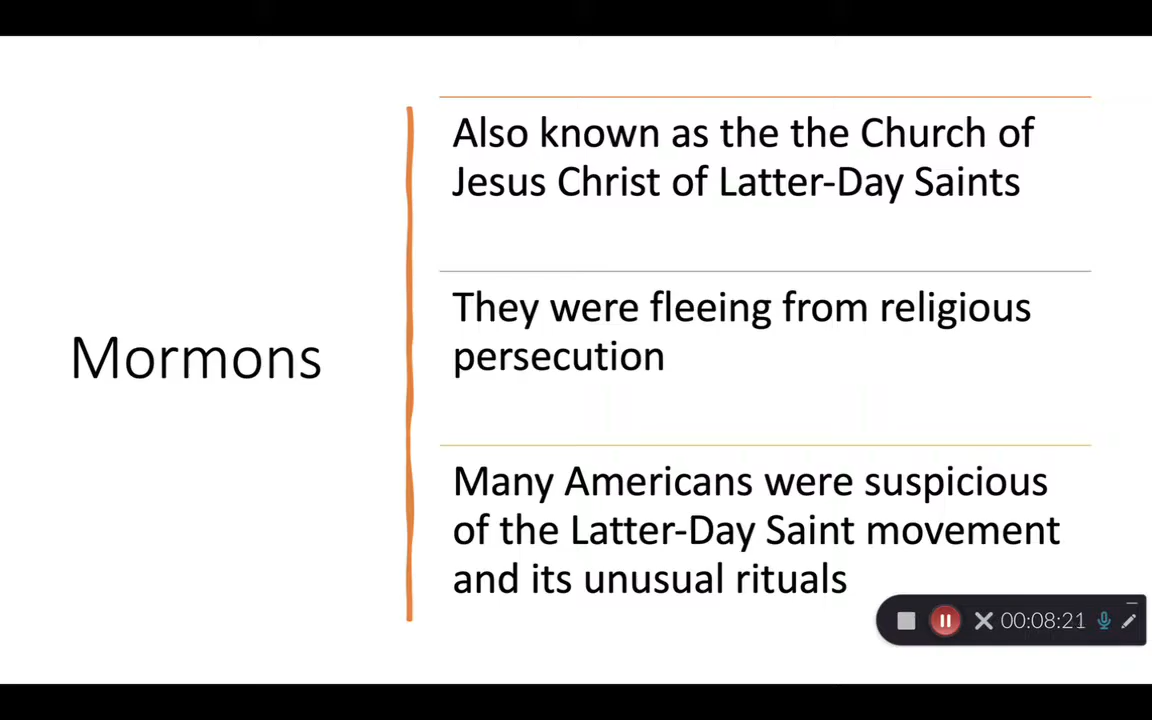 Mormons
Also known as the the Church of
Jesus Christ of Latter-Day Saints
They were fleeing from religious
persecution
Many Americans were suspicious
of the Latter-Day Saint movement
and its unusual rituals
00:08:21